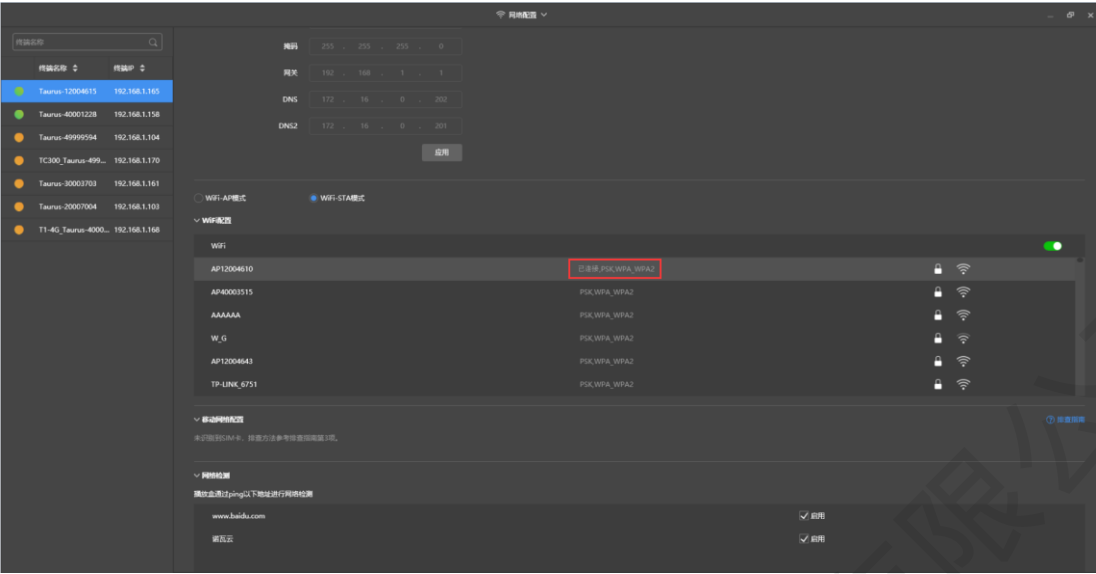 网络配置
终端名称
终端名称 终端IP
Taurus-12004615 192.168.1.165
Taurus-40001228 192.168.1.158
Taurus-49999594 192.168.1.104
TC300_Taurus-499... 192.168.1.170
Taurus-30003703 192.168.1.161
Taurus-20007004 192.168.1.103
T1-4G_Taurus-4000... 192.168.1.168
掩码 255 . 255 . 255 . 0
网关 192 . 168 . 1 . 1
DNS 172 . 16 . 0 . 202
DNS2 172 . 16 . 0 . 201
应用
WiFi-AP模式 WiFi-STA模式
WiFi配置
WiFi
AP12004610 已连接,PSK,WPA_WPA2
AP40003515 PSK,WPA_WPA2
AAAAAA PSK,WPA_WPA2
W_G PSK,WPA_WPA2
AP12004643 PSK,WPA_WPA2
TP-LINK_6751 PSK,WPA_WPA2
移动网络配置 排查指南
未识别到SIM卡，排查方法参考排查指南第3项。
网络检测
播放盒通过ping以下地址进行网络检测
www.baidu.com 启用
诺瓦云 启用
限公